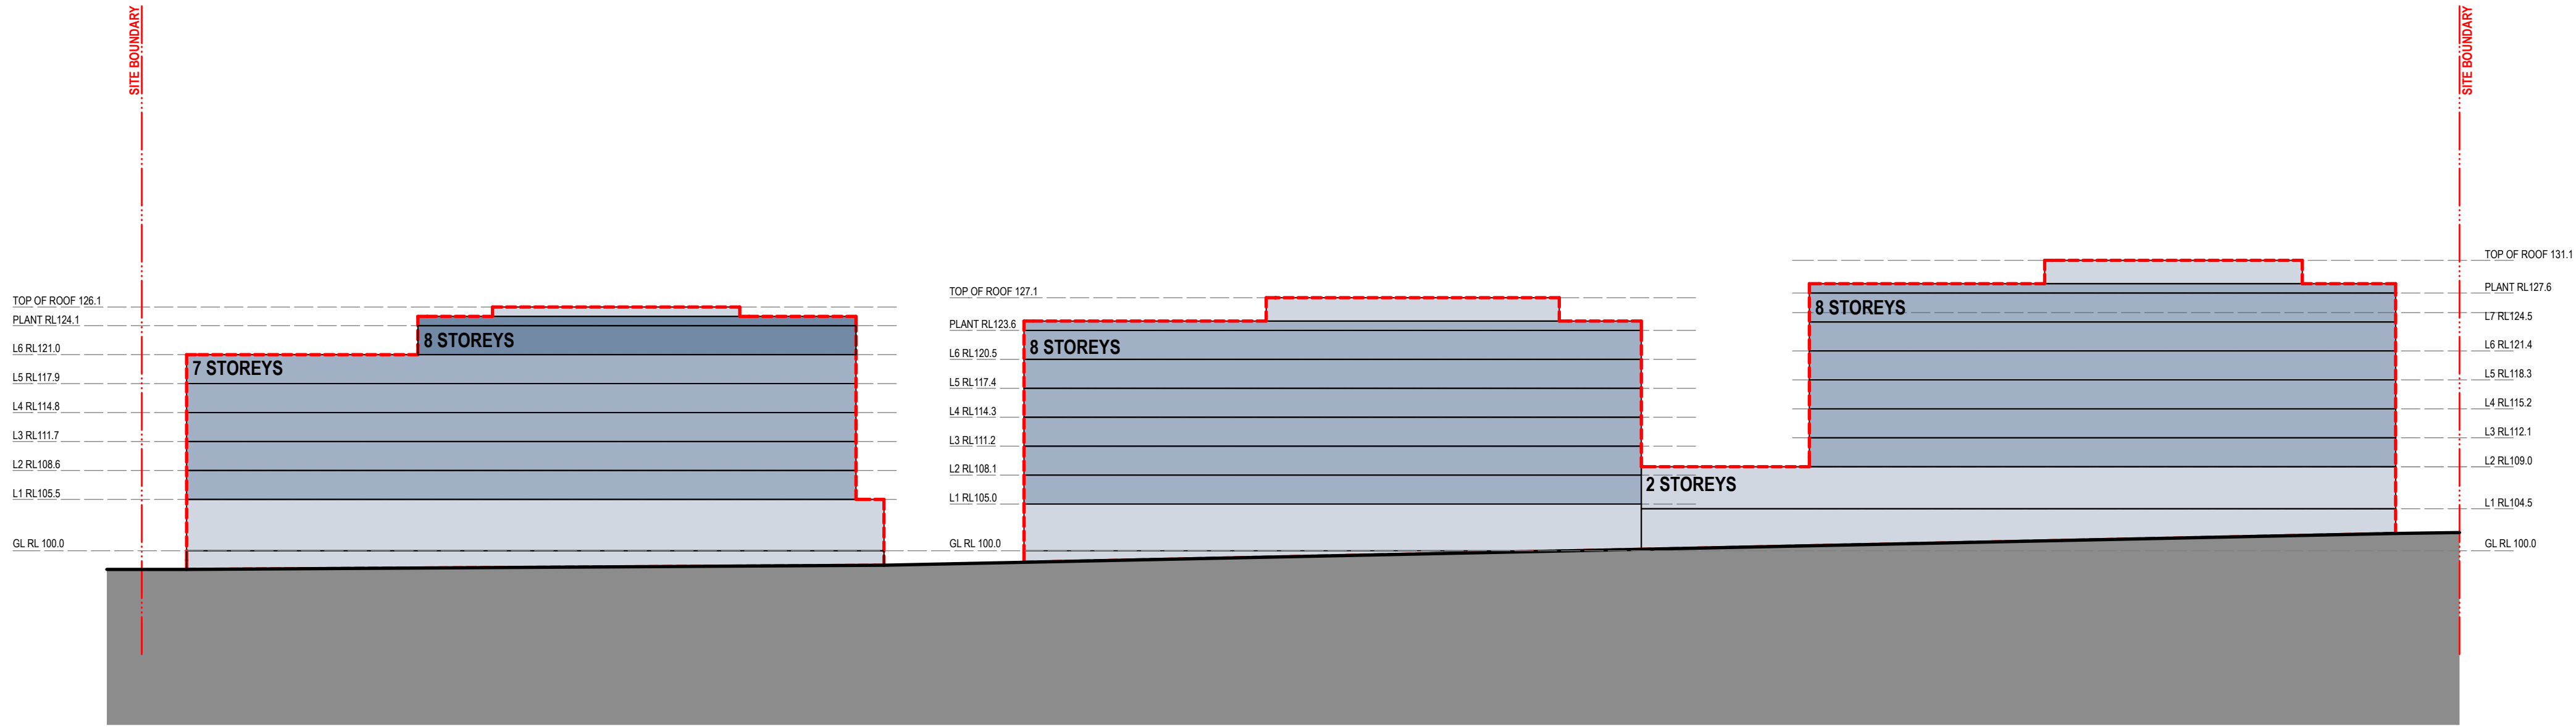 SITE BOUNDARY
SITE BOUNDARY
TOP OF ROOF 126.1
PLANT RL124.1
L6 RL121.0
L5 RL117.9
L4 RL114.8
L3 RL111.7
L2 RL108.6
L1 RL105.5
GL RL 100.0
8 STOREYS
7 STOREYS
TOP OF ROOF 127.1
PLANT RL123.6
L6 RL120.5
L5 RL117.4
L4 RL114.3
L3 RL111.2
L2 RL108.1
L1 RL105.0
GL RL 100.0
8 STOREYS
2 STOREYS
8 STOREYS
TOP OF ROOF 131.1
PLANT RL127.6
L7 RL124.5
L6 RL121.4
L5 RL118.3
L4 RL115.2
L3 RL112.1
L2 RL109.0
L1 RL104.5
GL RL 100.0